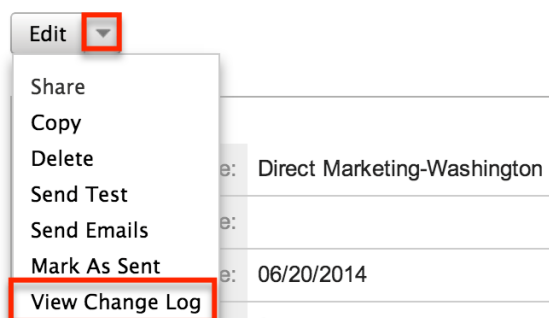 Edit
Share
Copy
Delete
e: Direct Marketing-Washington
Send Test
Send Emails
e:
Mark As Sent
e: 06/20/2014
View Change Log